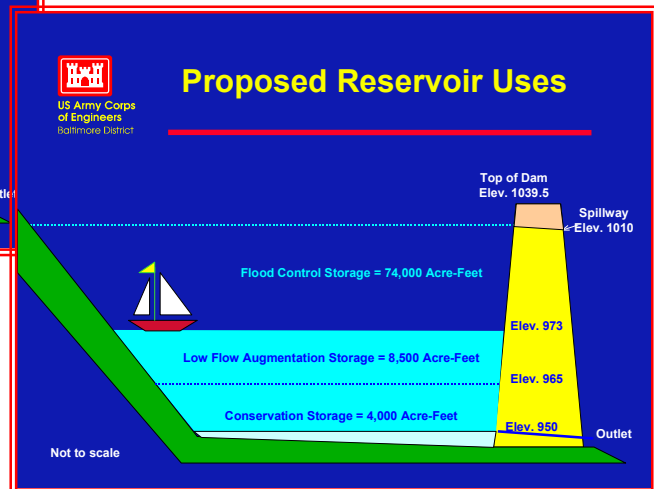 US Army Corps
of Engineers
Baltimore District
Proposed Reservoir Uses
Top of Dam
Elev. 1039.5
Spillway
Elev. 1010
Flood Control Storage = 74,000 Acre-Feet
Elev. 973
Low Flow Augmentation Storage = 8,500 Acre-Feet
Elev. 965
Conservation Storage = 4,000 Acre-Feet
Elev. 950
Outlet
Not to scale